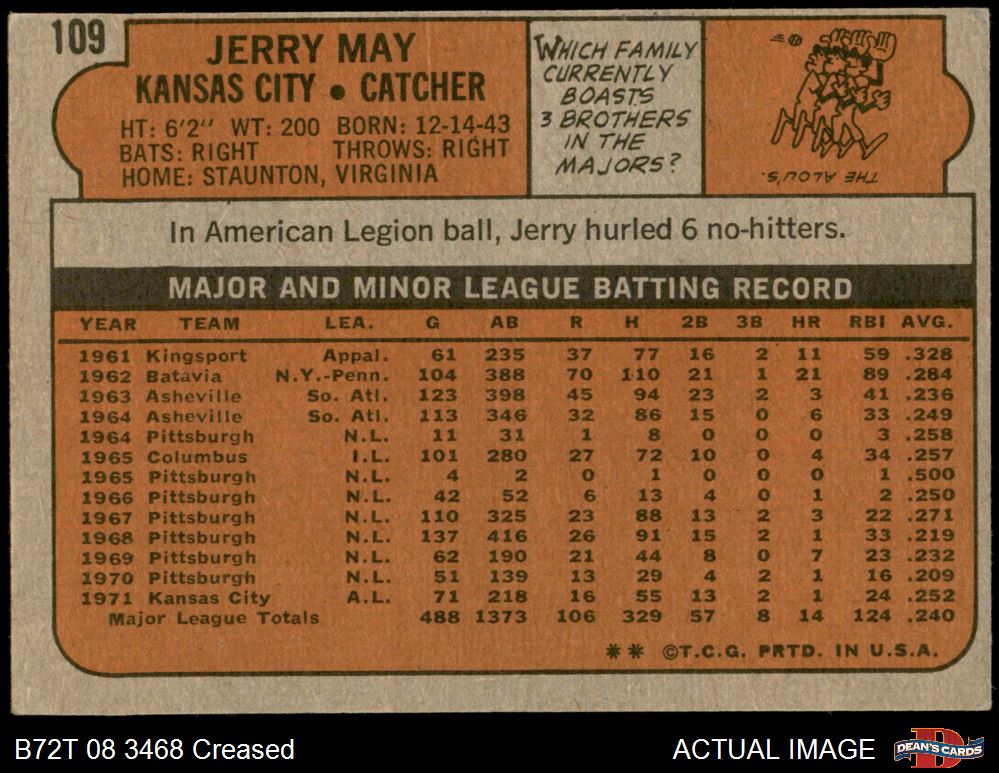 109
JERRY MAY
KANSAS CITY • CATCHER
HT: 6'2" WT: 200 BORN: 12-14-43
BATS: RIGHT THROWS: RIGHT
HOME: STAUNTON, VIRGINIA
WHICH FAMILY
CURRENTLY
BOASTS
3 BROTHERS
IN THE
MAJORS?
THE ALOU'S.
In American Legion ball, Jerry hurled 6 no-hitters.
MAJOR AND MINOR LEAGUE BATTING RECORD
YEAR TEAM LEA. G AB R H 2B 3B HR RBI AVG.
1961 Kingsport Appal. 61 235 37 77 16 2 11 59 .328
1962 Batavia N.Y.-Penn. 104 388 70 110 21 1 21 89 .284
1963 Asheville So. Atl. 123 398 45 94 23 2 3 41 .236
1964 Asheville So. Atl. 113 346 32 86 15 0 6 33 .249
1964 Pittsburgh N.L. 11 31 1 8 0 0 0 3 .258
1965 Columbus I.L. 101 280 27 72 10 0 4 34 .257
1965 Pittsburgh N.L. 4 2 0 1 0 0 0 1 .500
1966 Pittsburgh N.L. 42 52 6 13 4 0 1 2 .250
1967 Pittsburgh N.L. 110 325 23 88 13 2 3 22 .271
1968 Pittsburgh N.L. 137 416 26 91 15 2 1 33 .219
1969 Pittsburgh N.L. 62 190 21 44 8 0 7 23 .232
1970 Pittsburgh N.L. 51 139 13 29 4 2 1 16 .209
1971 Kansas City A.L. 71 218 16 55 13 2 1 24 .252
Major League Totals 488 1373 106 329 57 8 14 124 .240
** ©T.C.G. PRTD. IN U.S.A.
B72T 08 3468 Creased ACTUAL IMAGE DEAN'S CARDS